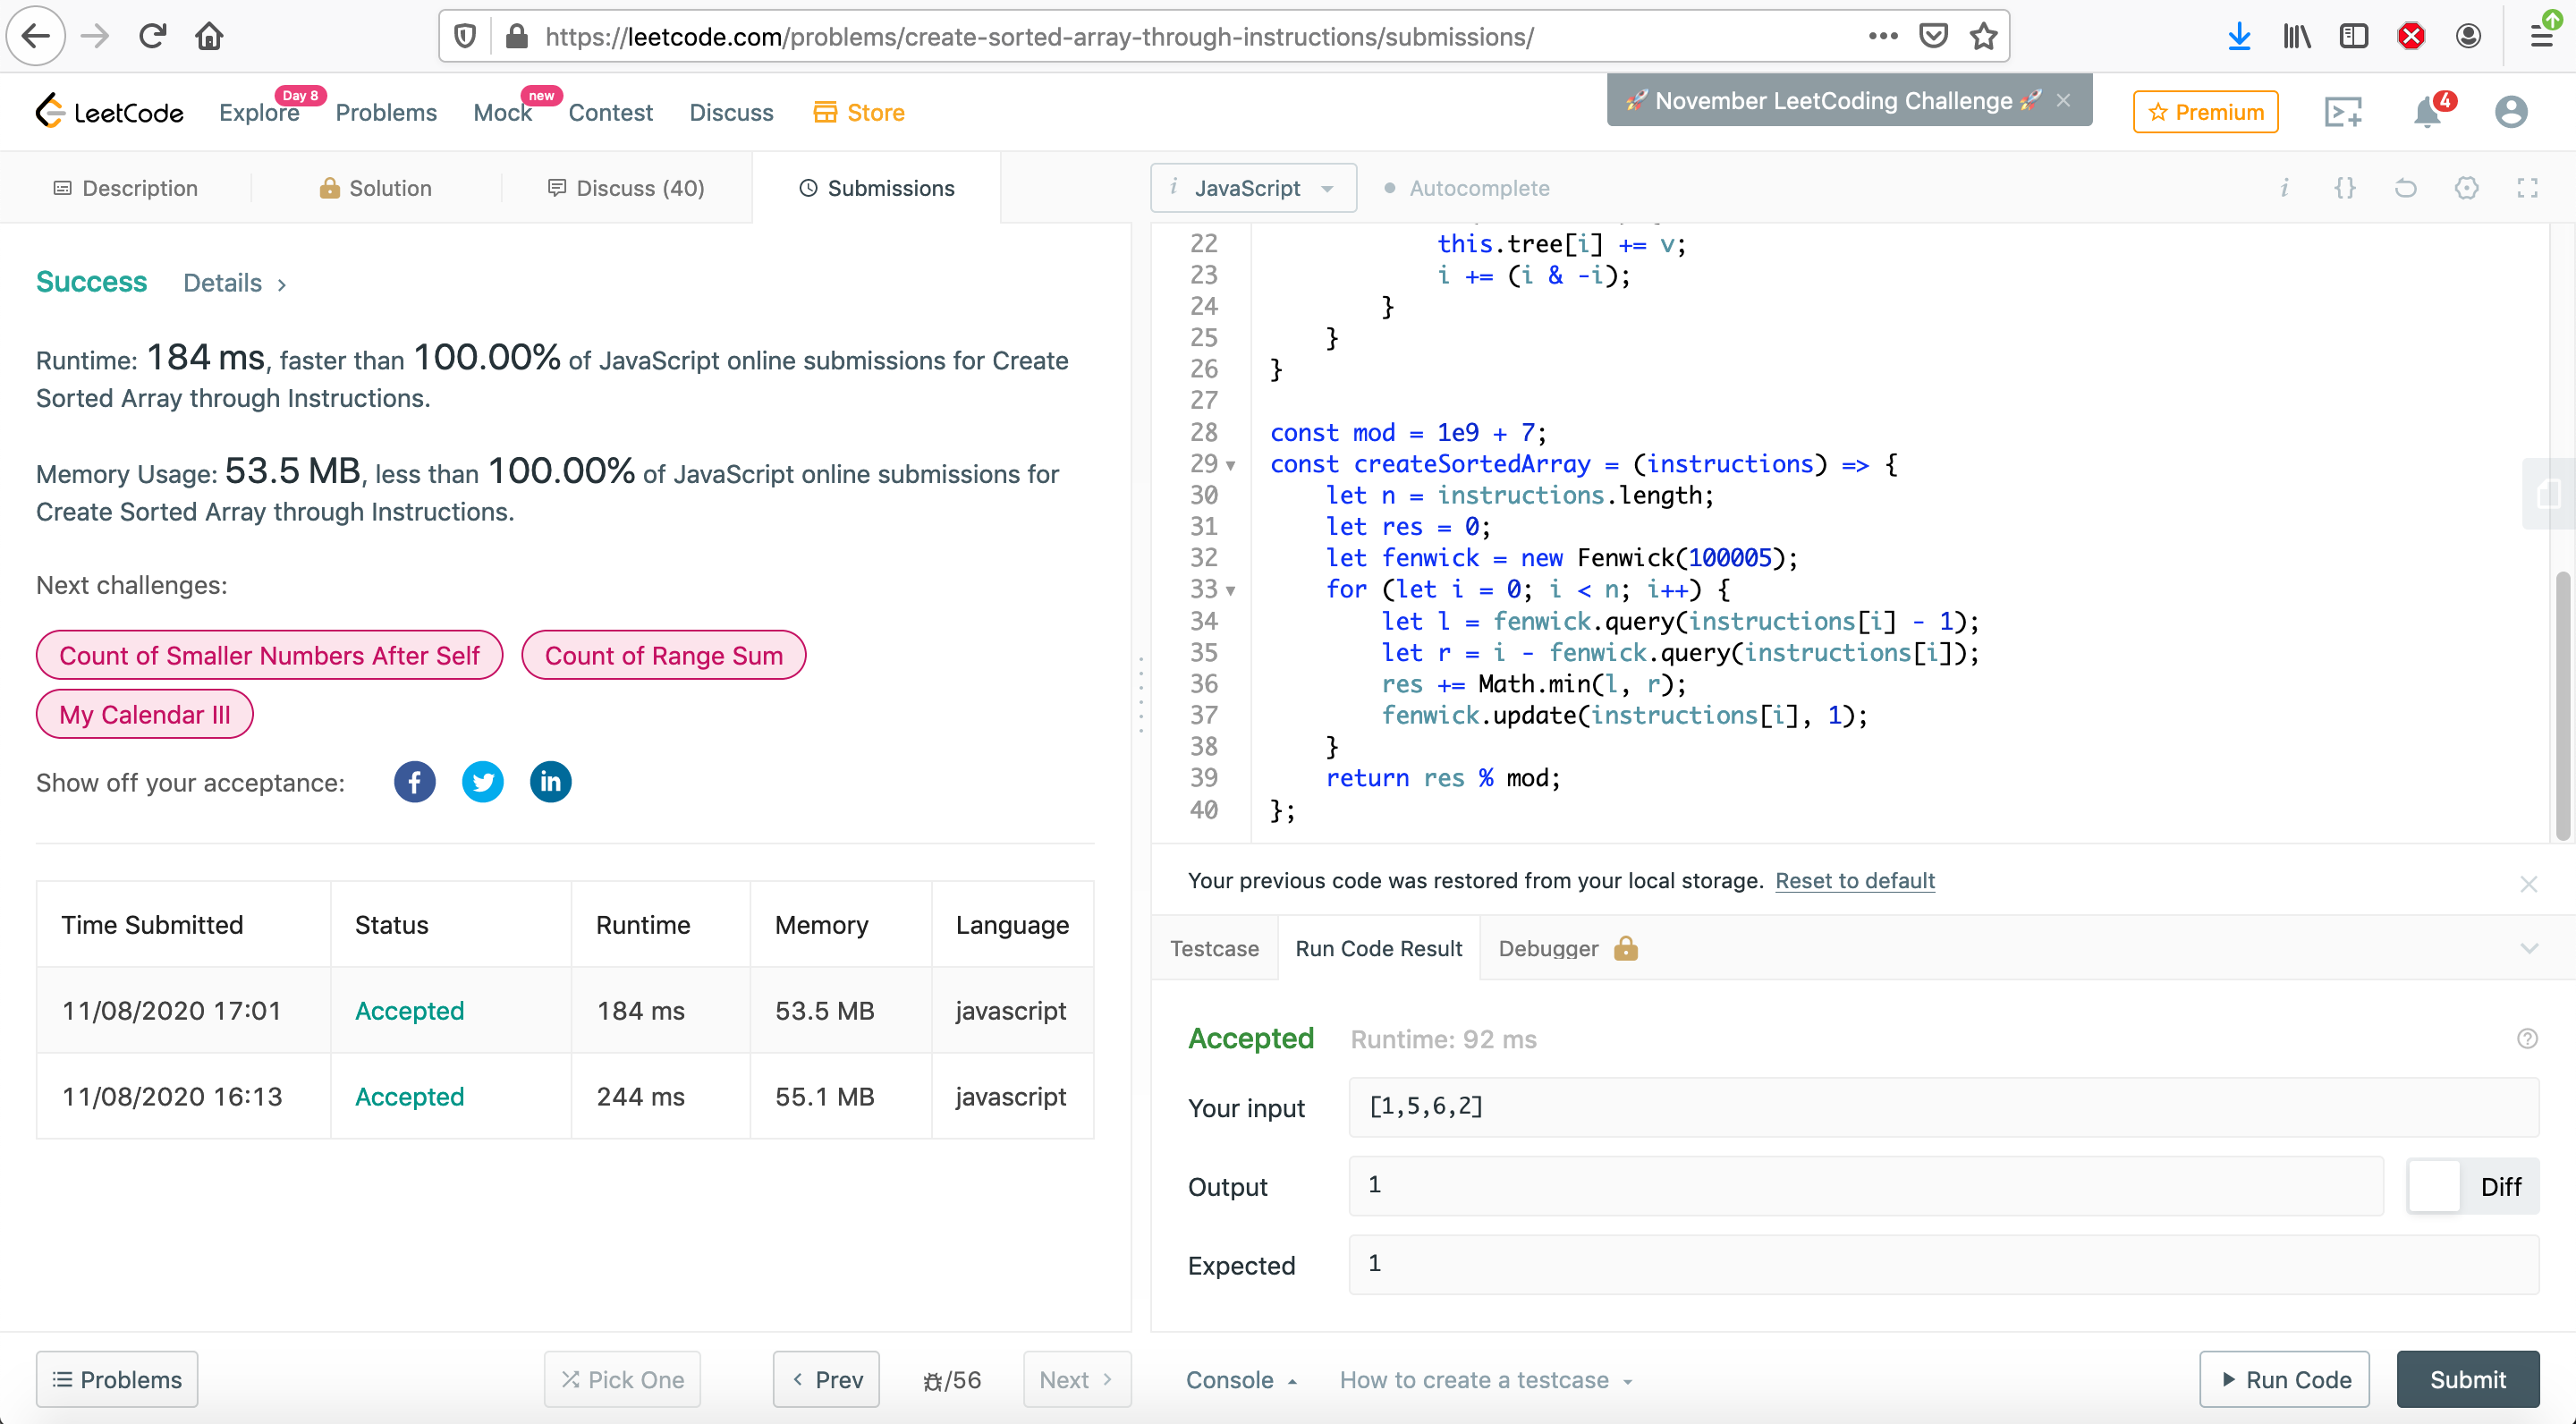 https://leetcode.com/problems/create-sorted-array-through-instructions/submissions/
LeetCode
Explore
Day 8
Problems
Mock
new
Contest
Discuss
Store
🚀 November LeetCoding Challenge 🚀
Premium
4
Description
Solution
Discuss (40)
Submissions
i JavaScript
Autocomplete
i {}
Success Details >
Runtime: 184 ms, faster than 100.00% of JavaScript online submissions for Create
Sorted Array through Instructions.
Memory Usage: 53.5 MB, less than 100.00% of JavaScript online submissions for
Create Sorted Array through Instructions.
Next challenges:
Count of Smaller Numbers After Self
Count of Range Sum
My Calendar III
Show off your acceptance:
Time Submitted Status Runtime Memory Language
11/08/2020 17:01 Accepted 184 ms 53.5 MB javascript
11/08/2020 16:13 Accepted 244 ms 55.1 MB javascript
22 this.tree[i] += v;
23 i += (i & -i);
24 }
25 }
26 }
27
28 const mod = 1e9 + 7;
29 const createSortedArray = (instructions) => {
30 let n = instructions.length;
31 let res = 0;
32 let fenwick = new Fenwick(100005);
33 for (let i = 0; i < n; i++) {
34 let l = fenwick.query(instructions[i] - 1);
35 let r = i - fenwick.query(instructions[i]);
36 res += Math.min(l, r);
37 fenwick.update(instructions[i], 1);
38 }
39 return res % mod;
40 };
Your previous code was restored from your local storage. Reset to default
Testcase
Run Code Result
Debugger
Accepted Runtime: 92 ms
Your input [1,5,6,2]
Output 1
Diff
Expected 1
Problems
Pick One
< Prev
/56
Next >
Console
How to create a testcase
Run Code
Submit